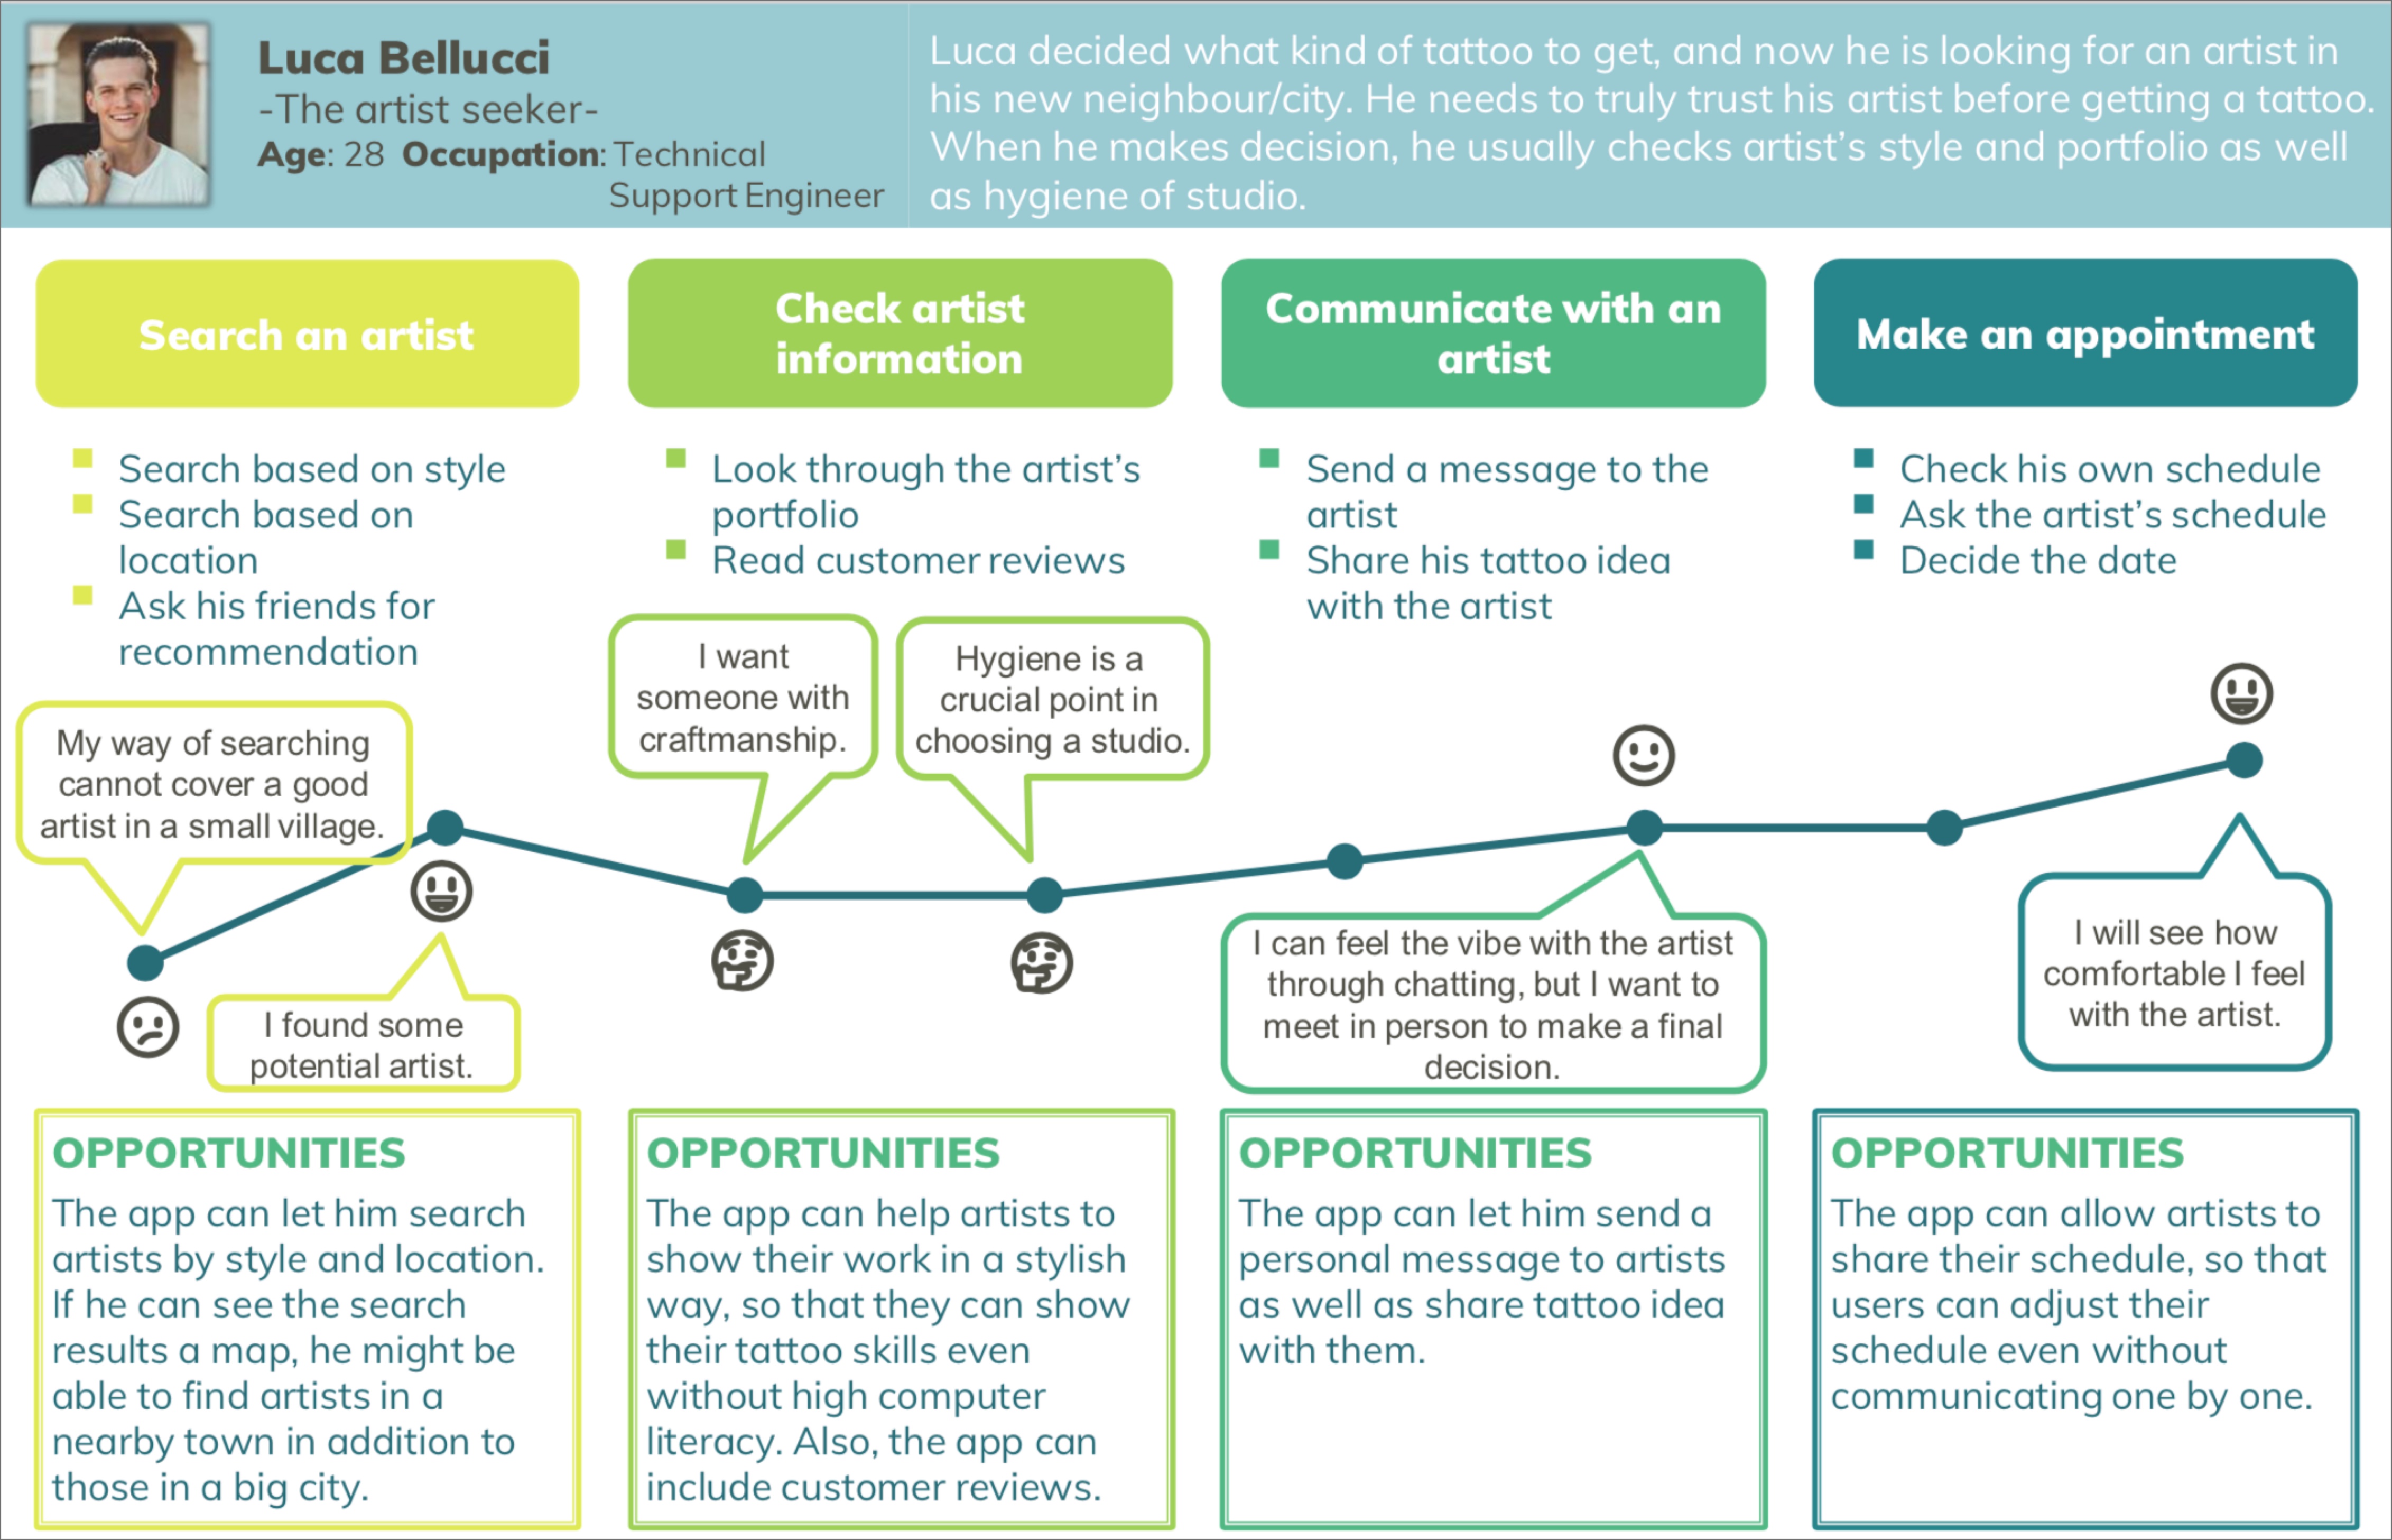 Luca Bellucci
-The artist seeker-
Age: 28 Occupation: Technical
Support Engineer
Luca decided what kind of tattoo to get, and now he is looking for an artist in
his new neighbour/city. He needs to truly trust his artist before getting a tattoo.
When he makes decision, he usually checks artist’s style and portfolio as well
as hygiene of studio.
Search an artist
Check artist
information
Communicate with an
artist
Make an appointment
Search based on style
Search based on
location
Ask his friends for
recommendation
Look through the artist’s
portfolio
Read customer reviews
Send a message to the
artist
Share his tattoo idea
with the artist
Check his own schedule
Ask the artist’s schedule
Decide the date
My way of searching
cannot cover a good
artist in a small village.
I found some
potential artist.
I want
someone with
craftmanship.
Hygiene is a
crucial point in
choosing a studio.
I can feel the vibe with the artist
through chatting, but I want to
meet in person to make a final
decision.
I will see how
comfortable I feel
with the artist.
OPPORTUNITIES
The app can let him search
artists by style and location.
If he can see the search
results a map, he might be
able to find artists in a
nearby town in addition to
those in a big city.
OPPORTUNITIES
The app can help artists to
show their work in a stylish
way, so that they can show
their tattoo skills even
without high computer
literacy. Also, the app can
include customer reviews.
OPPORTUNITIES
The app can let him send a
personal message to artists
as well as share tattoo idea
with them.
OPPORTUNITIES
The app can allow artists to
share their schedule, so that
users can adjust their
schedule even without
communicating one by one.